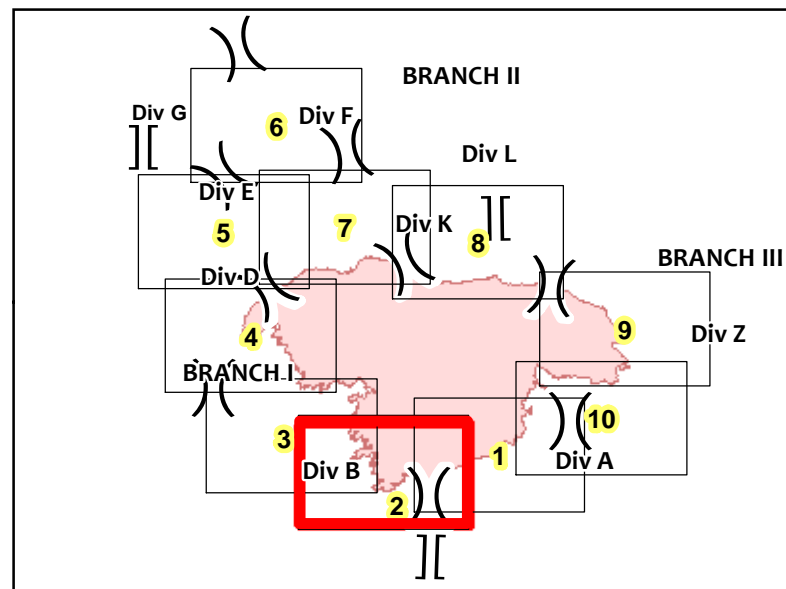 BRANCH II
Div G
Div F
6
Div L
Div E
5
7
Div K
8
BRANCH III
Div D
9
Div Z
4
BRANCH I
10
3
1
Div A
Div B
2